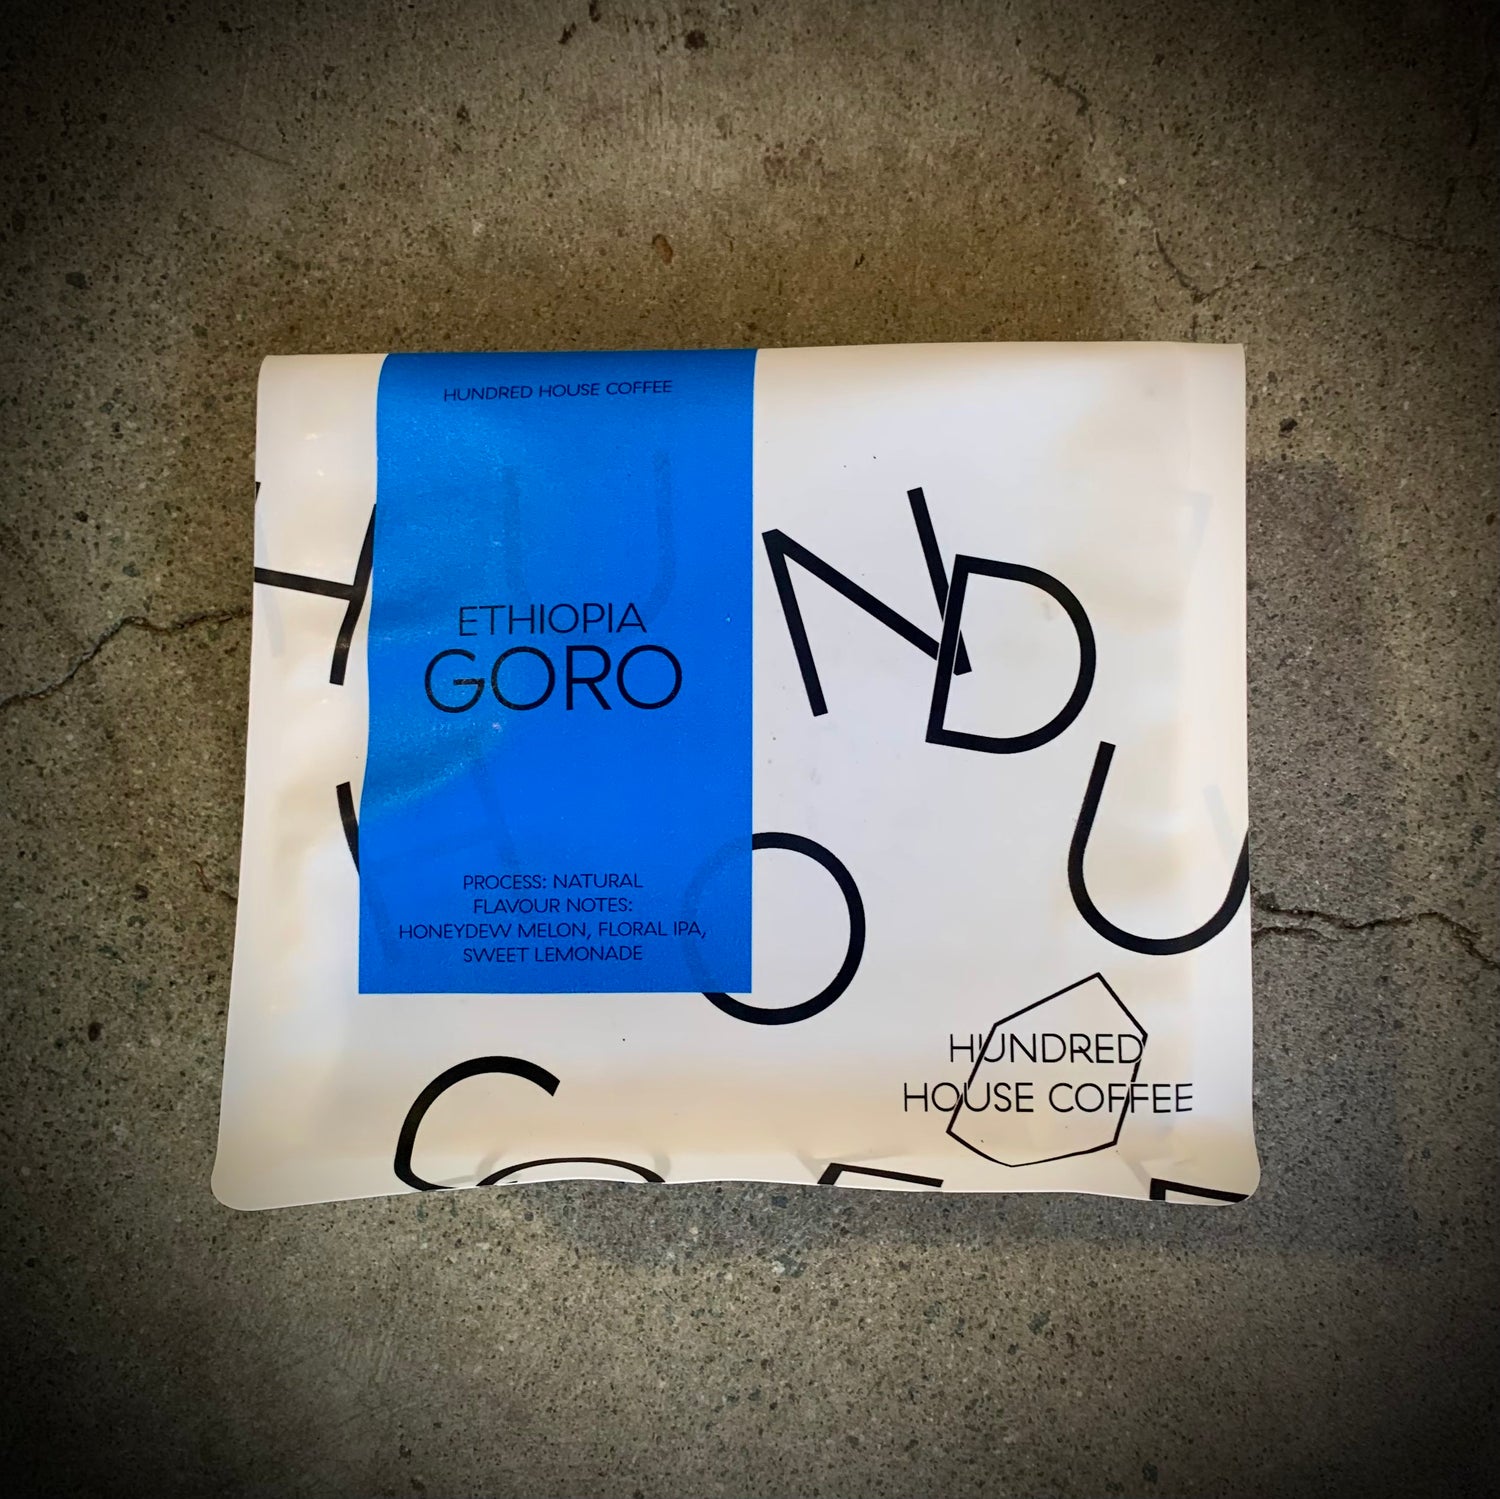 HUNDRED HOUSE COFFEE
ETHIOPIA
GORO
PROCESS: NATURAL
FLAVOUR NOTES:
HONEYDEW MELON, FLORAL IPA,
SWEET LEMONADE
H
N
D
O
U
C
HUNDRED
HOUSE COFFEE